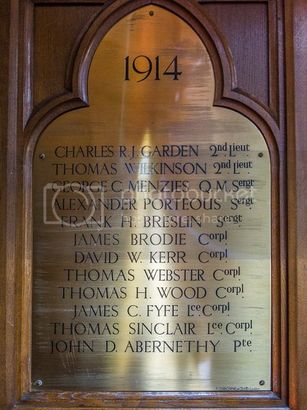 1914
CHARLES R.J. GARDEN 2nd Lieut
THOMAS WILKINSON 2nd Lieut
GEORGE C. MENZIES Q.M. Sergt
ALEXANDER PORTEOUS Sergt
FRANK H. BRESLIN Sergt
JAMES BRODIE Corpl
DAVID W. KERR Corpl
THOMAS WEBSTER Corpl
THOMAS H. WOOD Corpl
JAMES C. FYFE Lce. Corpl
THOMAS SINCLAIR Lce. Corpl
JOHN D. ABERNETHY Pte.
photobucket